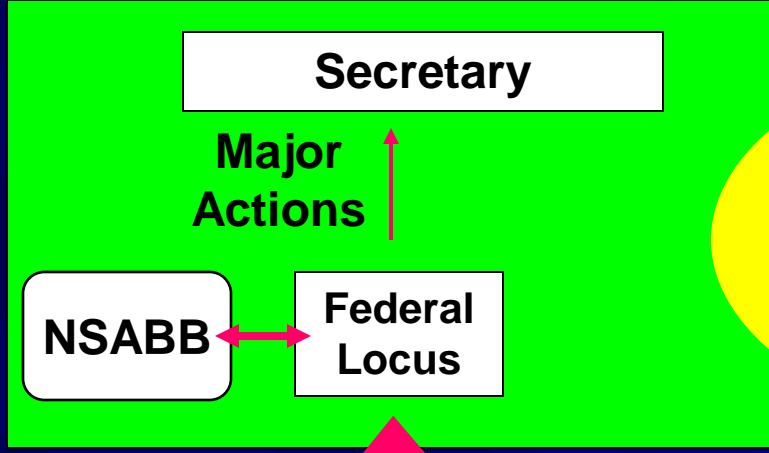 Secretary
Major
Actions
NSABB
Federal
Locus